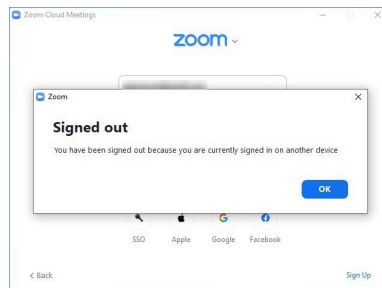 Zoom Cloud Meetings
zoom
Zoom
Signed out
You have been signed out because you are currently signed in on another device
OK
SSO Apple Google Facebook
< Back Sign Up